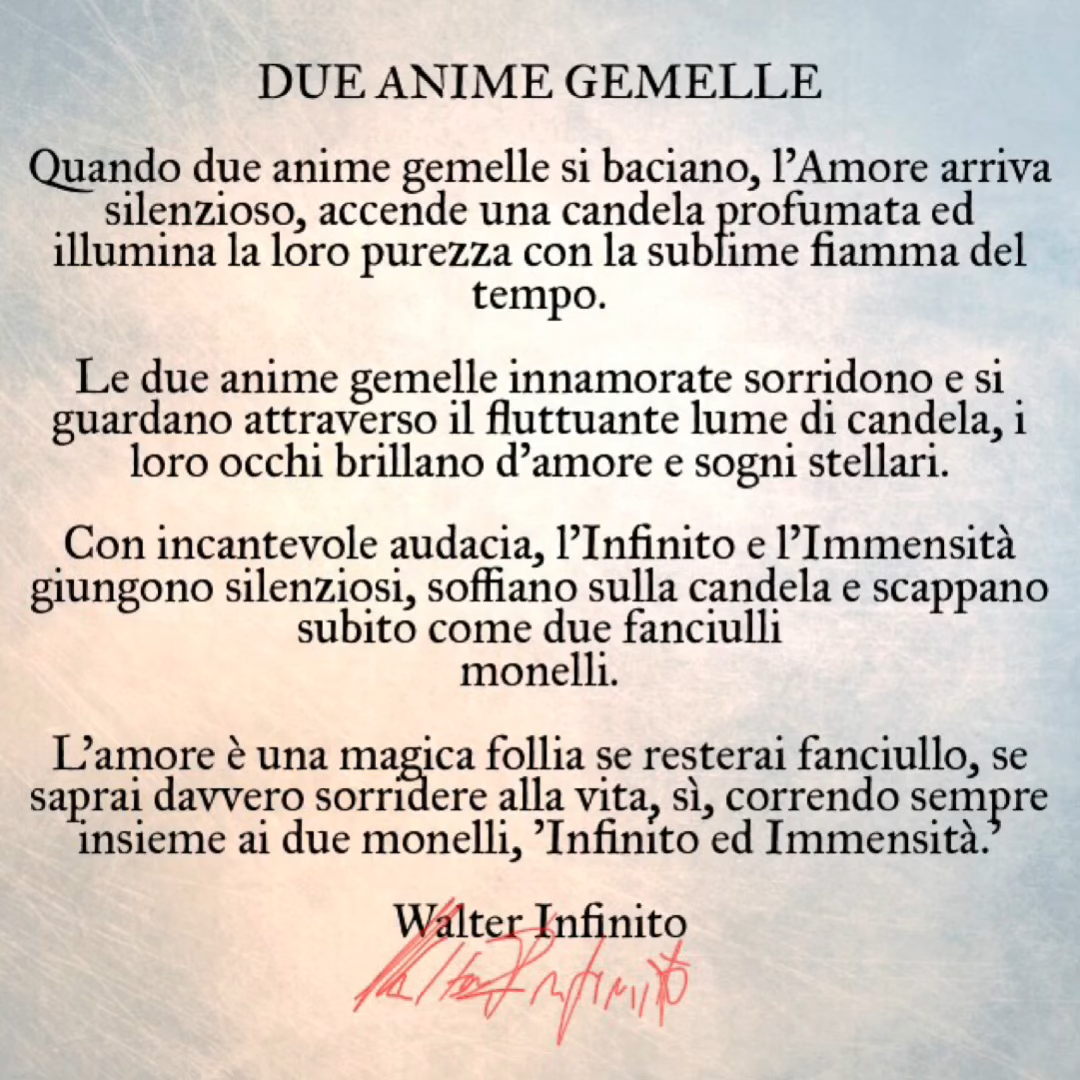 DUE ANIME GEMELLE
Quando due anime gemelle si baciano, l'Amore arriva
silenzioso, accende una candela profumata ed
illumina la loro purezza con la sublime fiamma del
tempo.
Le due anime gemelle innamorate sorridono e si
guardano attraverso il fluttuante lume di candela, i
loro occhi brillano d'amore e sogni stellari.
Con incantevole audacia, l'Infinito e l'Immensità
giungono silenziosi, soffiano sulla candela e scappano
subito come due fanciulli
monelli.
L'amore è una magica follia se resterai fanciullo, se
saprai davvero sorridere alla vita, sì, correndo sempre
insieme ai due monelli, 'Infinito ed Immensità.'
Walter Infinito
Walter Infinito